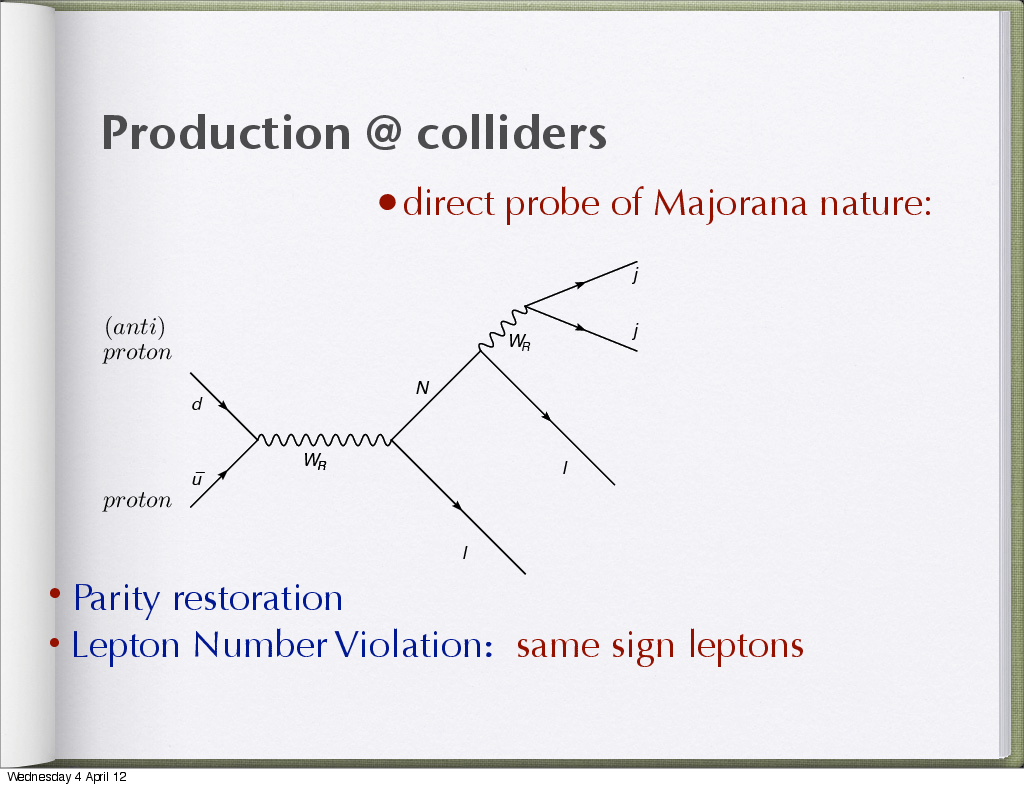 Production @ colliders
•direct probe of Majorana nature:
j
(anti)
proton
j
W_R
N
d
W_R
l
ū
proton
l
• Parity restoration
• Lepton Number Violation: same sign leptons
Wednesday 4 April 12